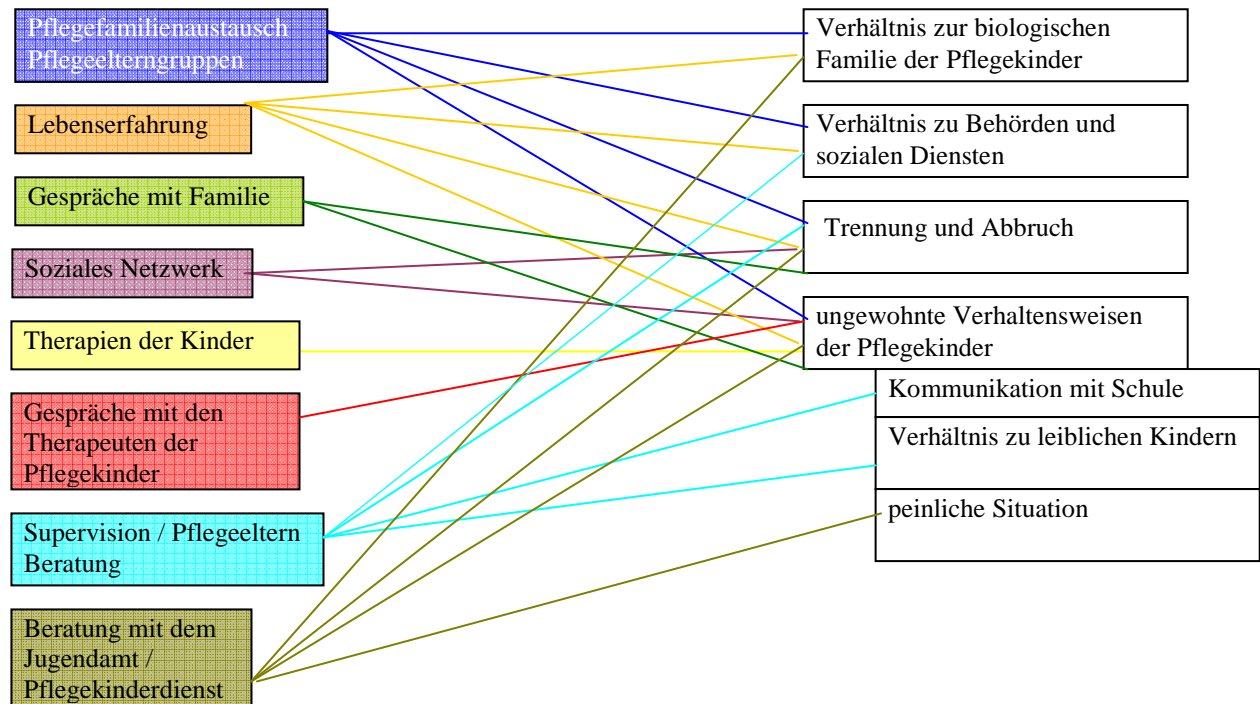 Pflegefamilienaustausch
Pflegeelterngruppen
Lebenserfahrung
Gespräche mit Familie
Soziales Netzwerk
Therapien der Kinder
Gespräche mit den
Therapeuten der
Pflegekinder
Supervision / Pflegeeltern
Beratung
Beratung mit dem
Jugendamt /
Pflegekinderdienst
Verhältnis zur biologischen
Familie der Pflegekinder
Verhältnis zu Behörden und
sozialen Diensten
Trennung und Abbruch
ungewohnte Verhaltensweisen
der Pflegekinder
Kommunikation mit Schule
Verhältnis zu leiblichen Kindern
peinliche Situation